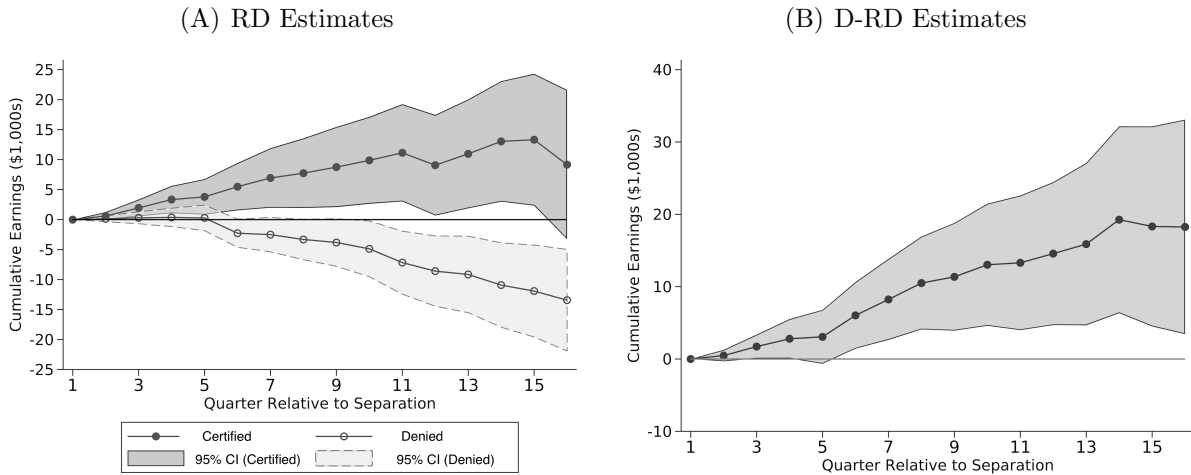 (A) RD Estimates
Cumulative Earnings ($1,000s)
25
20
15
10
5
0
-5
-10
-15
-20
-25
1 3 5 7 9 11 13 15
Quarter Relative to Separation
Certified Denied
95% CI (Certified) 95% CI (Denied)
(B) D-RD Estimates
Cumulative Earnings ($1,000s)
40
30
20
10
0
-10
1 3 5 7 9 11 13 15
Quarter Relative to Separation